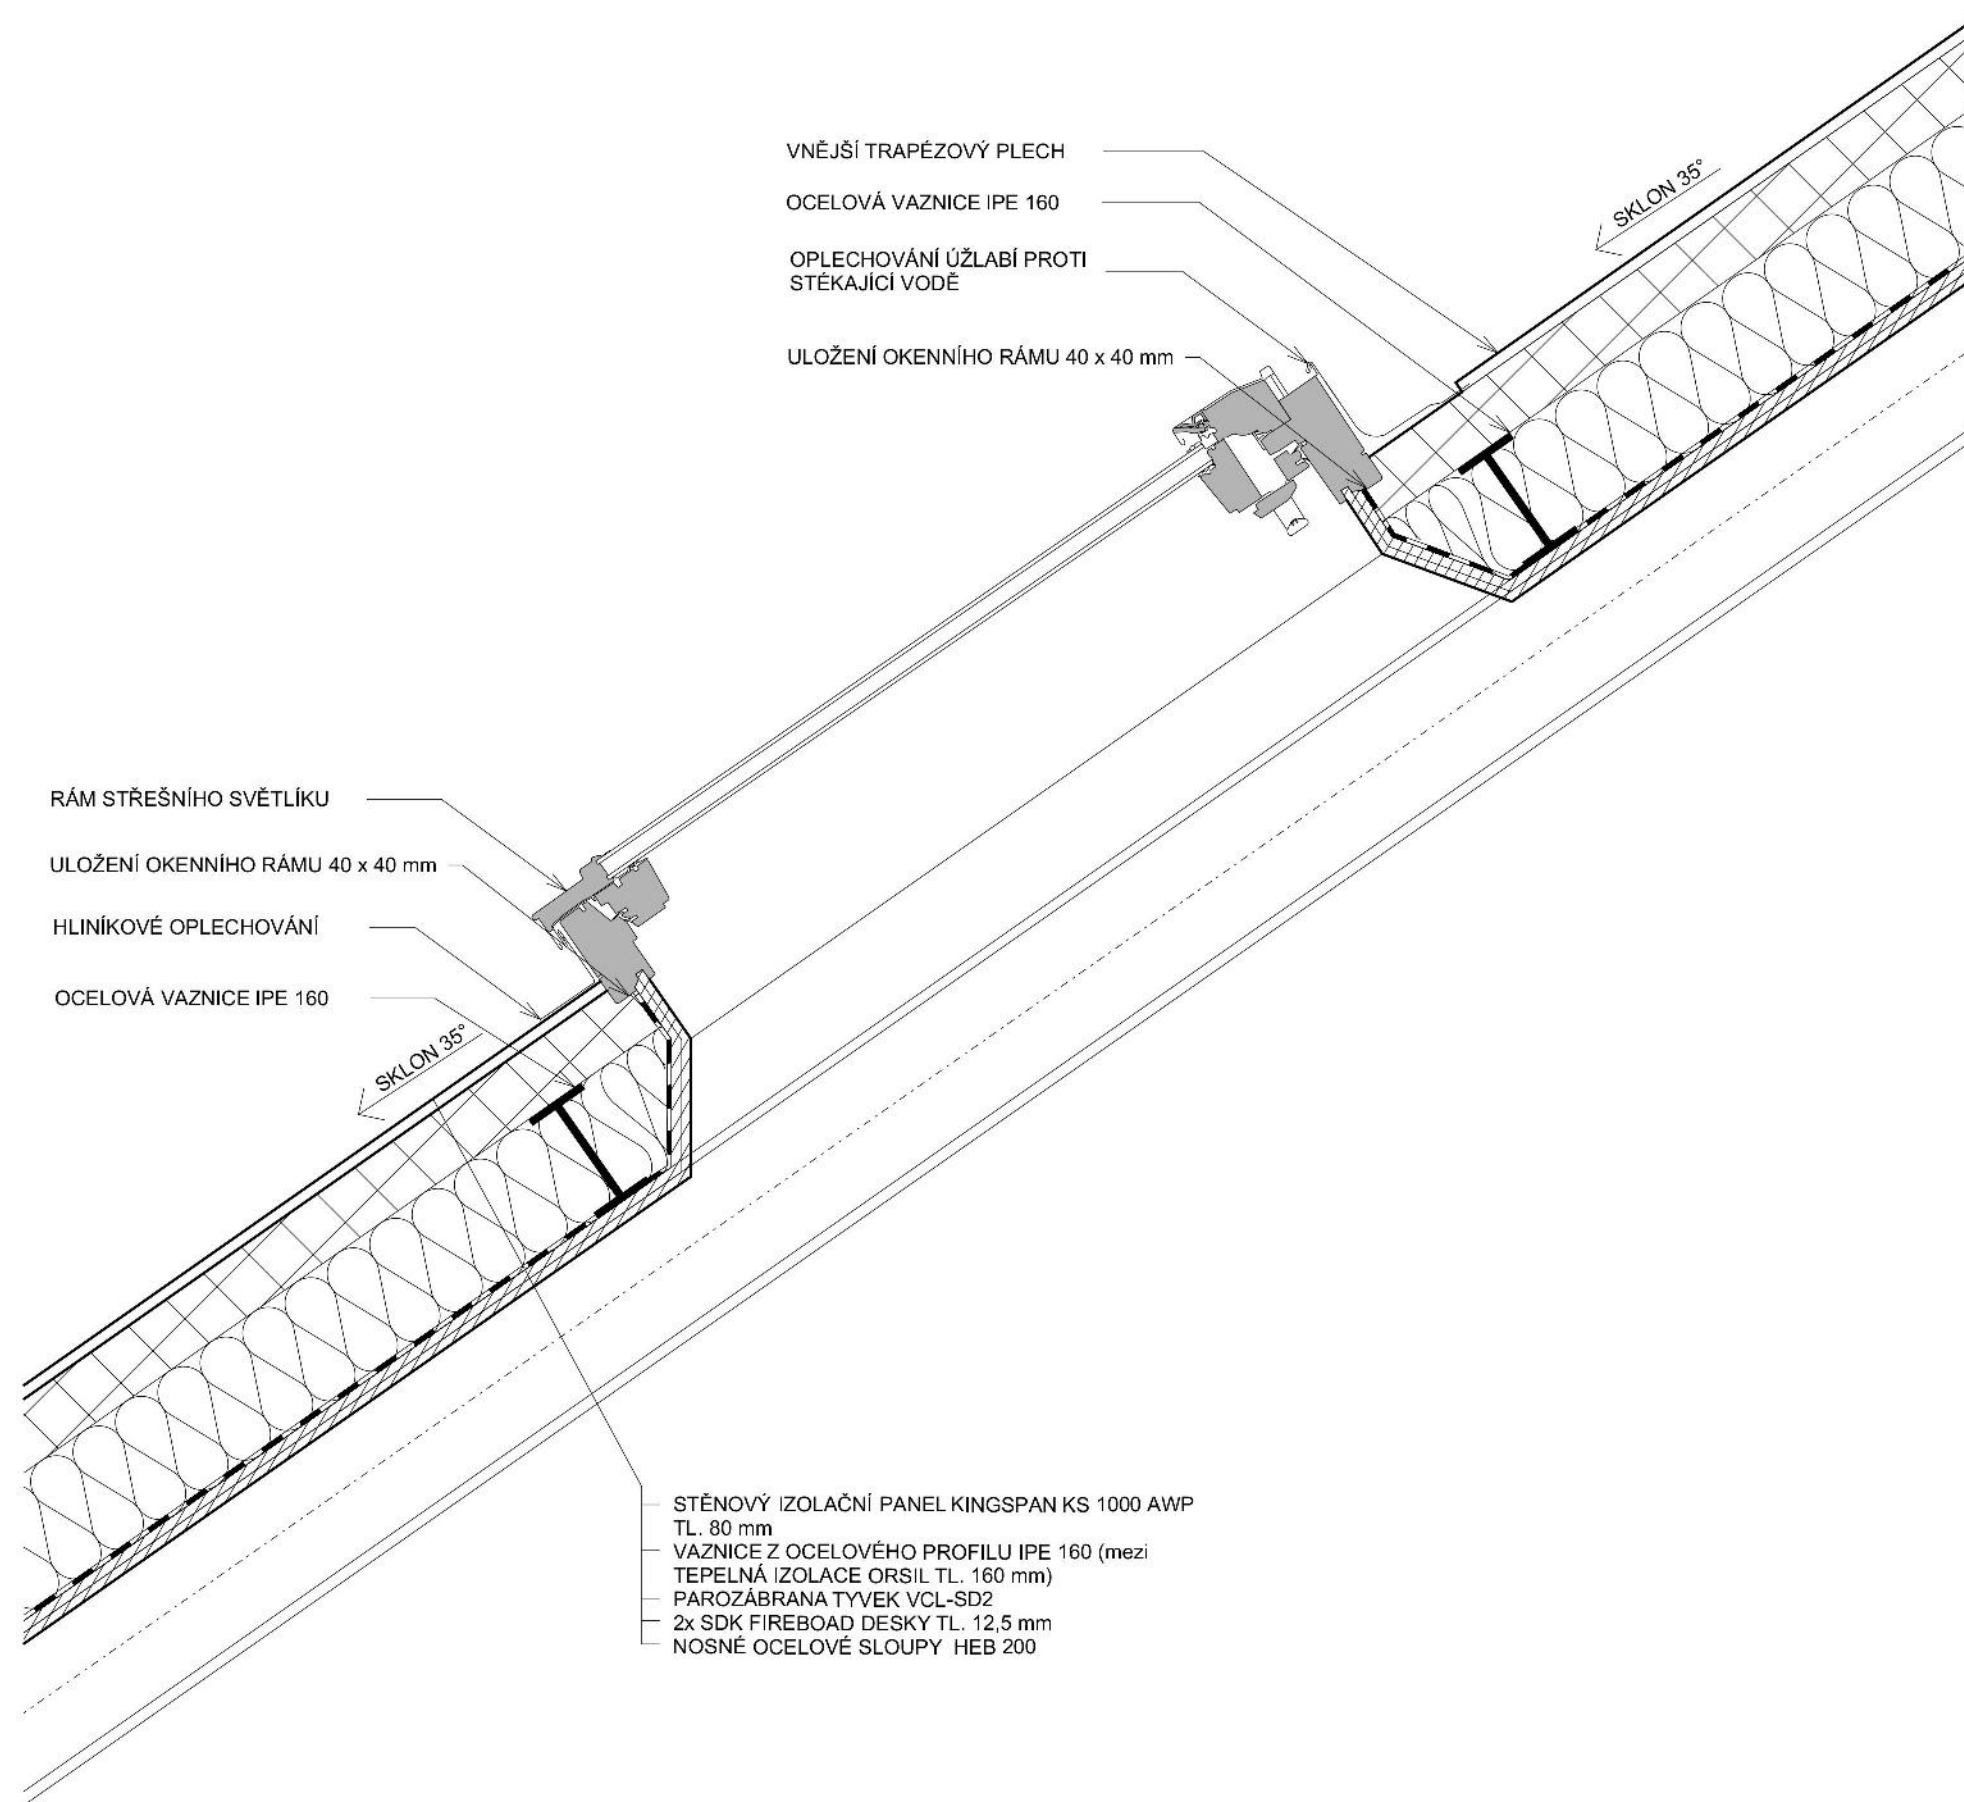 VNĚJŠÍ TRAPÉZOVÝ PLECH
OCELOVÁ VAZNICE IPE 160
OPLECHOVÁNÍ ÚŽLABÍ PROTI
STÉKAJÍCÍ VODĚ
ULOŽENÍ OKENNÍHO RÁMU 40 x 40 mm
SKLON 35°
RÁM STŘEŠNÍHO SVĚTLÍKU
ULOŽENÍ OKENNÍHO RÁMU 40 x 40 mm
HLINÍKOVÉ OPLECHOVÁNÍ
OCELOVÁ VAZNICE IPE 160
SKLON 35°
STĚNOVÝ IZOLAČNÍ PANEL KINGSPAN KS 1000 AWP
TL. 80 mm
VAZNICE Z OCELOVÉHO PROFILU IPE 160 (mezi
TEPELNÁ IZOLACE ORSIL TL. 160 mm)
PAROZÁBRANA TYVEK VCL-SD2
2x SDK FIREBOAD DESKY TL. 12,5 mm
NOSNÉ OCELOVÉ SLOUPY HEB 200